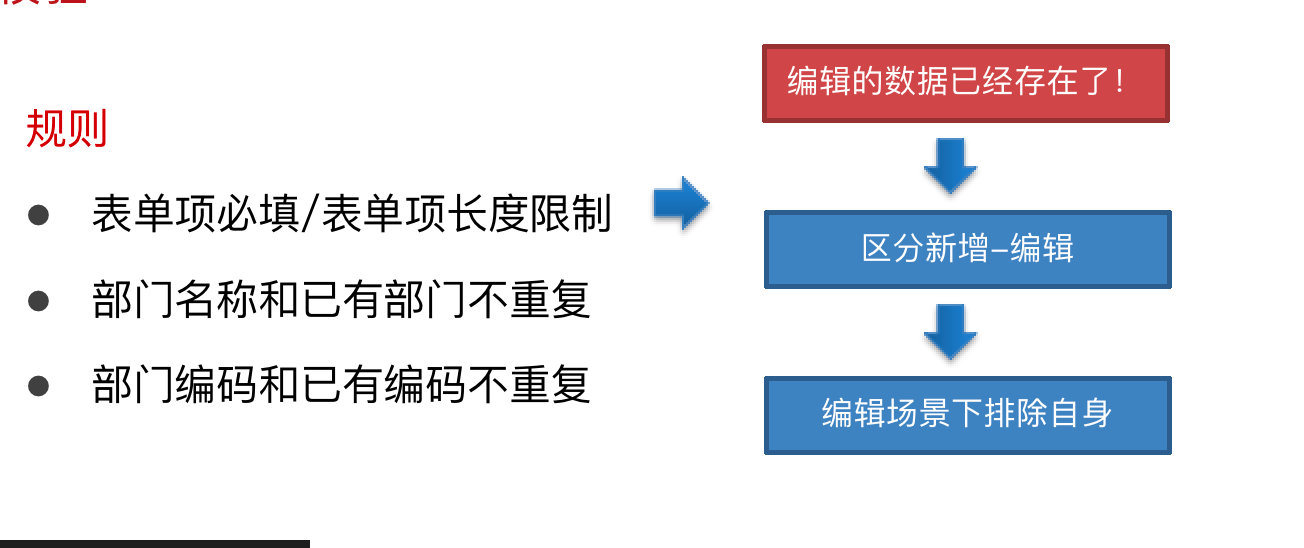 规则
● 表单项必填/表单项长度限制
● 部门名称和已有部门不重复
● 部门编码和已有编码不重复
编辑的数据已经存在了！
区分新增–编辑
编辑场景下排除自身